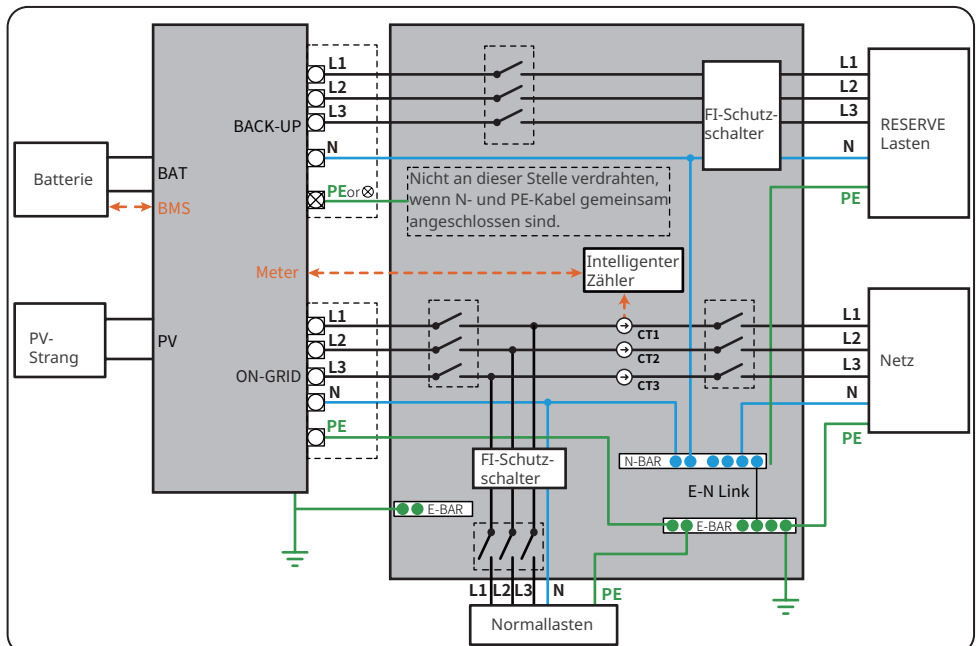 Batterie
BAT
BMS
PV-
Strang
PV
BACK-UP
L1
L2
L3
N
PEor
Nicht an dieser Stelle verdrahten,
wenn N- und PE-Kabel gemeinsam
angeschlossen sind.
FI-Schutz-
schalter
L1
L2
L3
N
PE
RESERVE
Lasten
Meter
Intelligenter
Zähler
ON-GRID
L1
L2
L3
N
PE
CT1
CT2
CT3
L1
L2
L3
N
PE
Netz
FI-Schutz-
schalter
N-BAR
E-N Link
E-BAR
E-BAR
L1 L2 L3 N PE
Normallasten